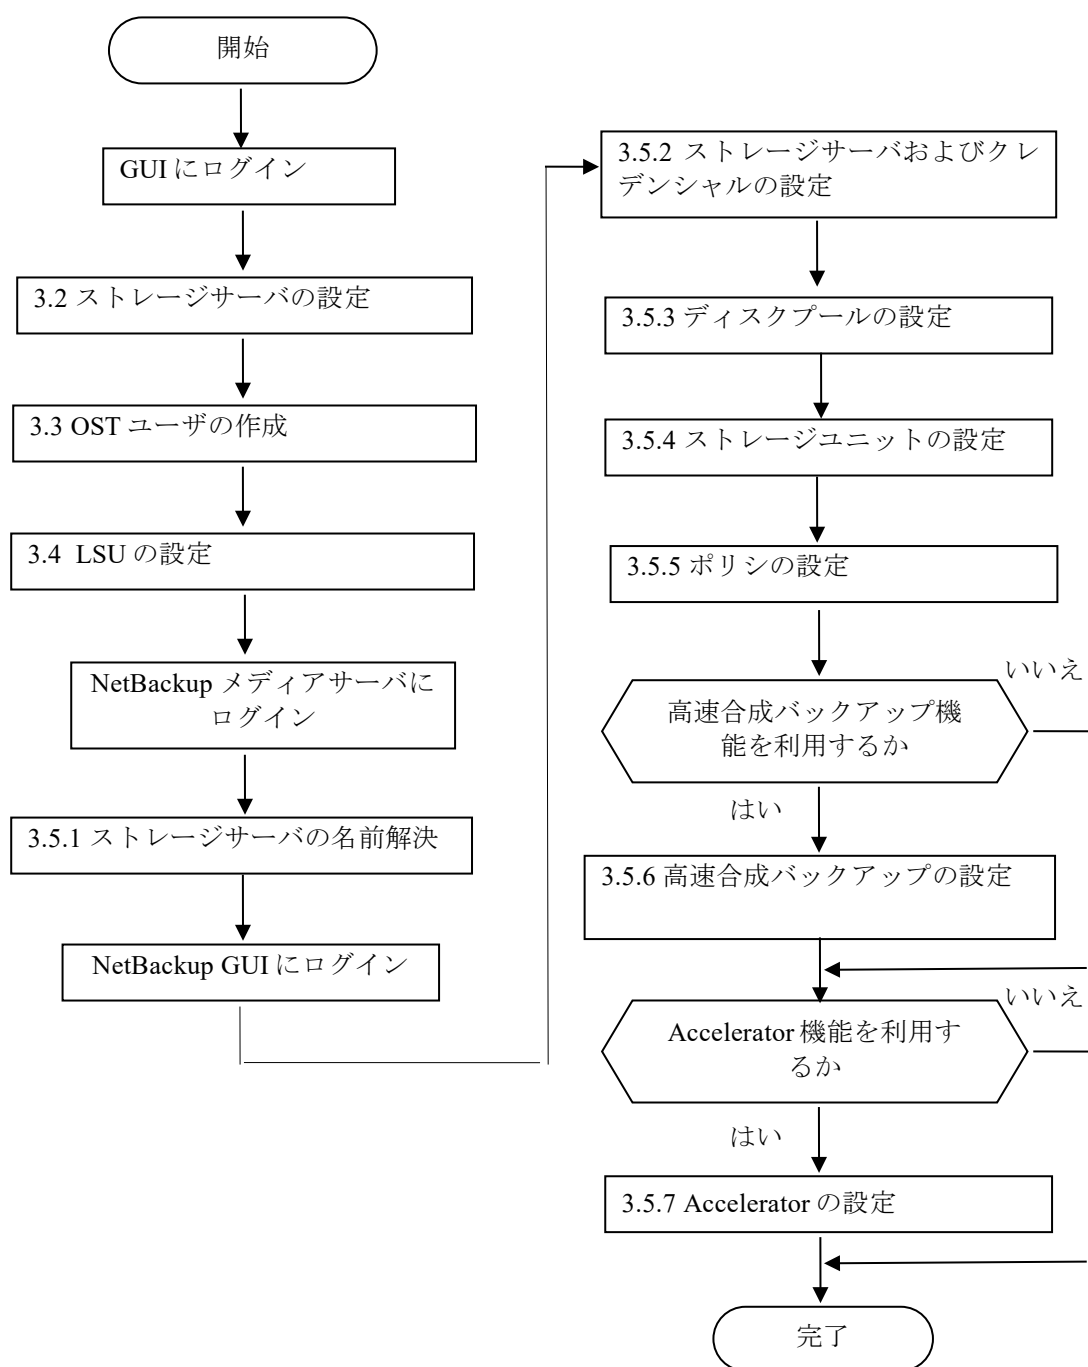 開始
GUI にログイン
3.2 ストレージサーバの設定
3.3 OST ユーザの作成
3.4 LSU の設定
NetBackup メディアサーバに
ログイン
3.5.1 ストレージサーバの名前解決
NetBackup GUI にログイン
3.5.2 ストレージサーバおよびクレ
デンシャルの設定
3.5.3 ディスクプールの設定
3.5.4 ストレージユニットの設定
3.5.5 ポリシの設定
いいえ
高速合成バックアップ機
能を利用するか
はい
3.5.6 高速合成バックアップの設定
いいえ
Accelerator 機能を利用す
るか
はい
3.5.7 Accelerator の設定
完了